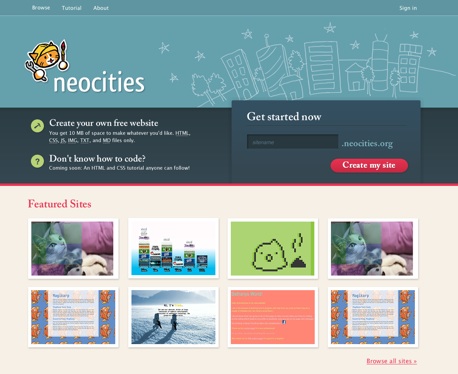 Browse Tutorial About Sign in
neocities
Create your own free website
You get 10 MB of space to make whatever you'd like. HTML,
CSS, JS, IMG, TXT, and MD files only.
Don't know how to code?
Coming soon: An HTML and CSS tutorial anyone can follow!
Get started now
.neocities.org
Create my site
Featured Sites
Browse all sites »